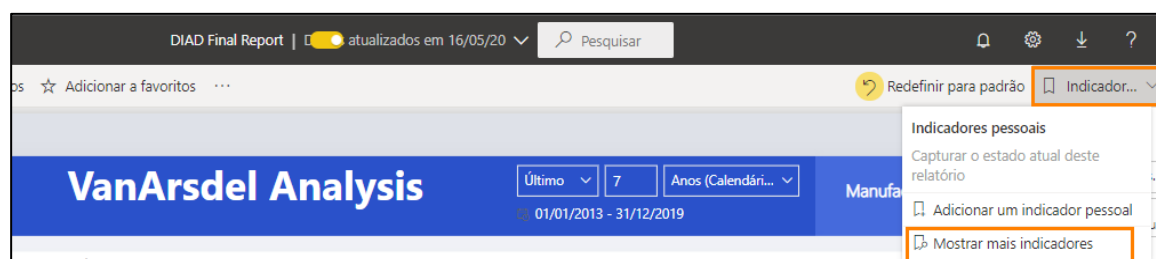 DIAD Final Report | D atualizados em 16/05/20
Pesquisar
?
os Adicionar a favoritos ···
Redefinir para padrão
Indicador...
Indicadores pessoais
Capturar o estado atual deste
relatório
Adicionar um indicador pessoal
Mostrar mais indicadores
VanArsdel Analysis
Último 7 Anos (Calendári...
01/01/2013 - 31/12/2019
Manufa